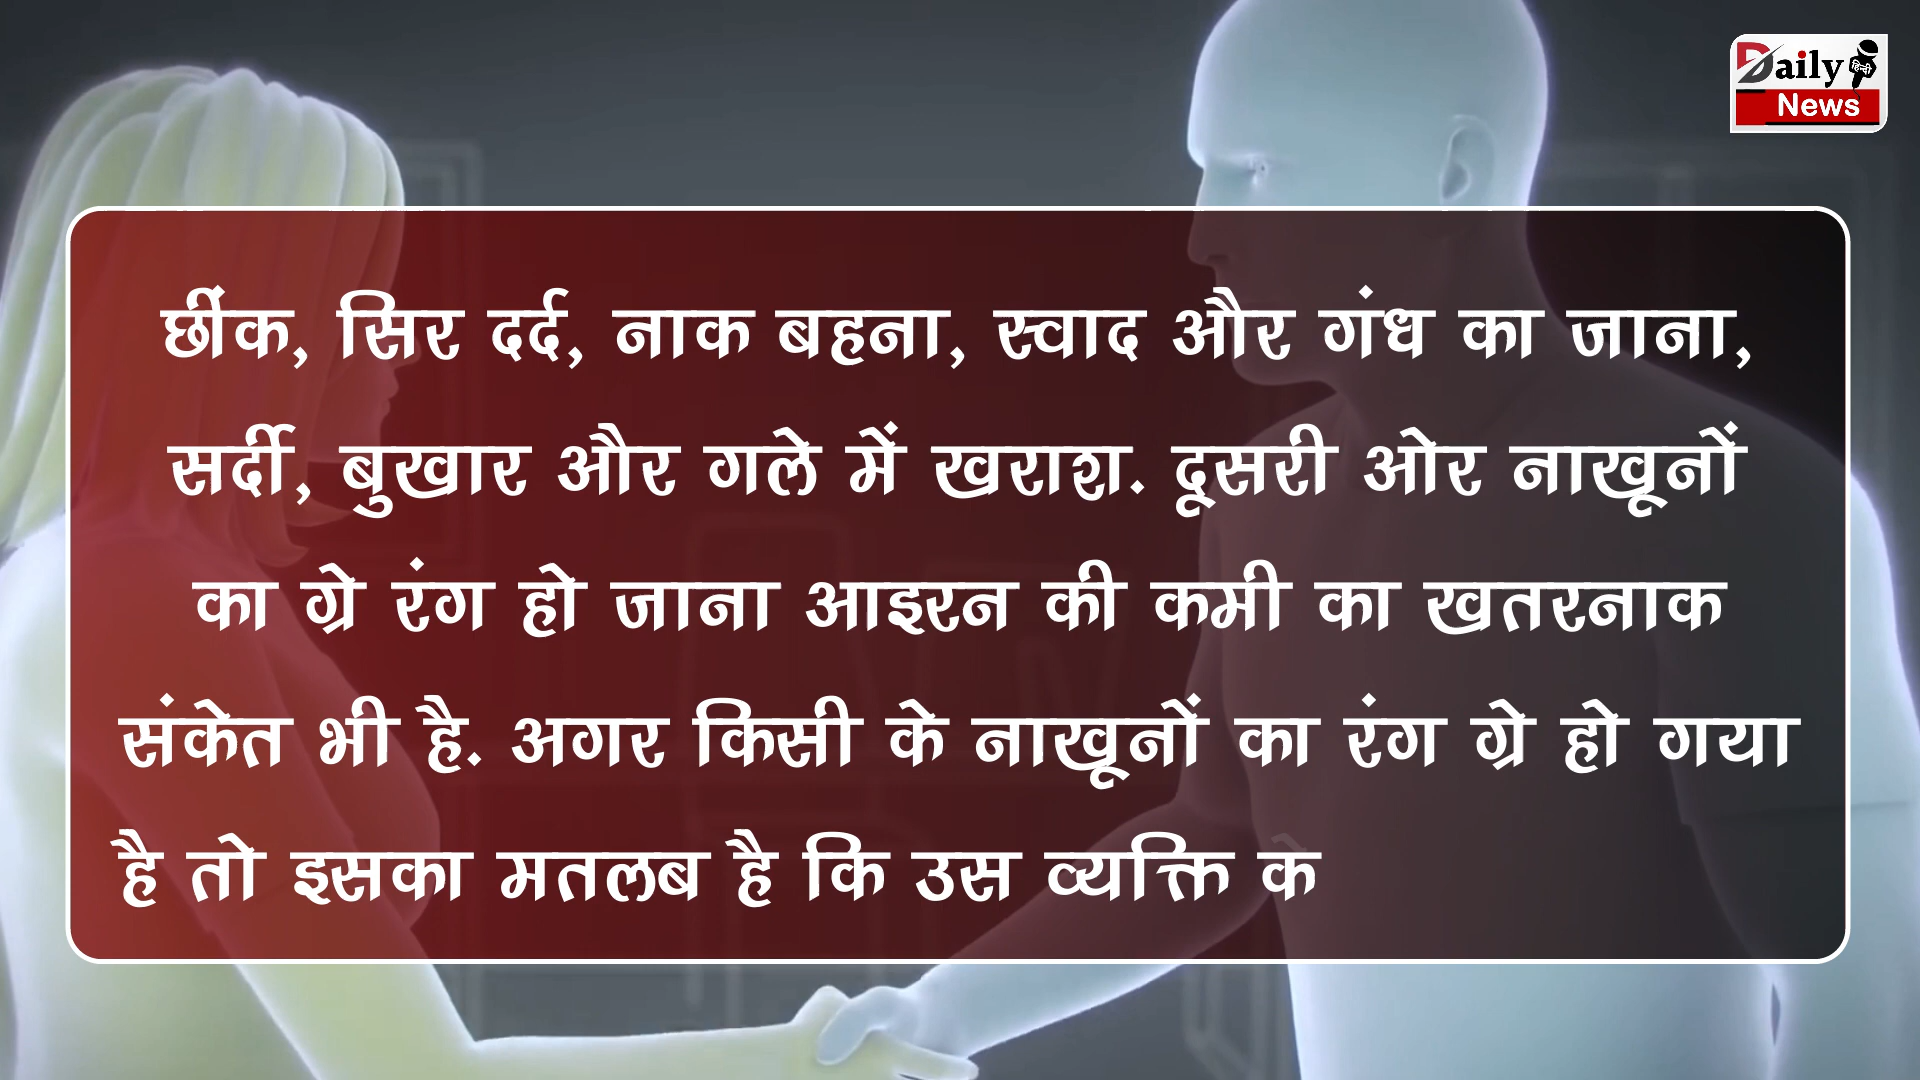 Daily हिन्दी
News
छींक, सिर दर्द, नाक बहना, स्वाद और गंध का जाना,
सर्दी, बुखार और गले में खराश. दूसरी ओर नाखूनों
का ग्रे रंग हो जाना आइरन की कमी का खतरनाक
संकेत भी है. अगर किसी के नाखूनों का रंग ग्रे हो गया
है तो इसका मतलब है कि उस व्यक्ति क